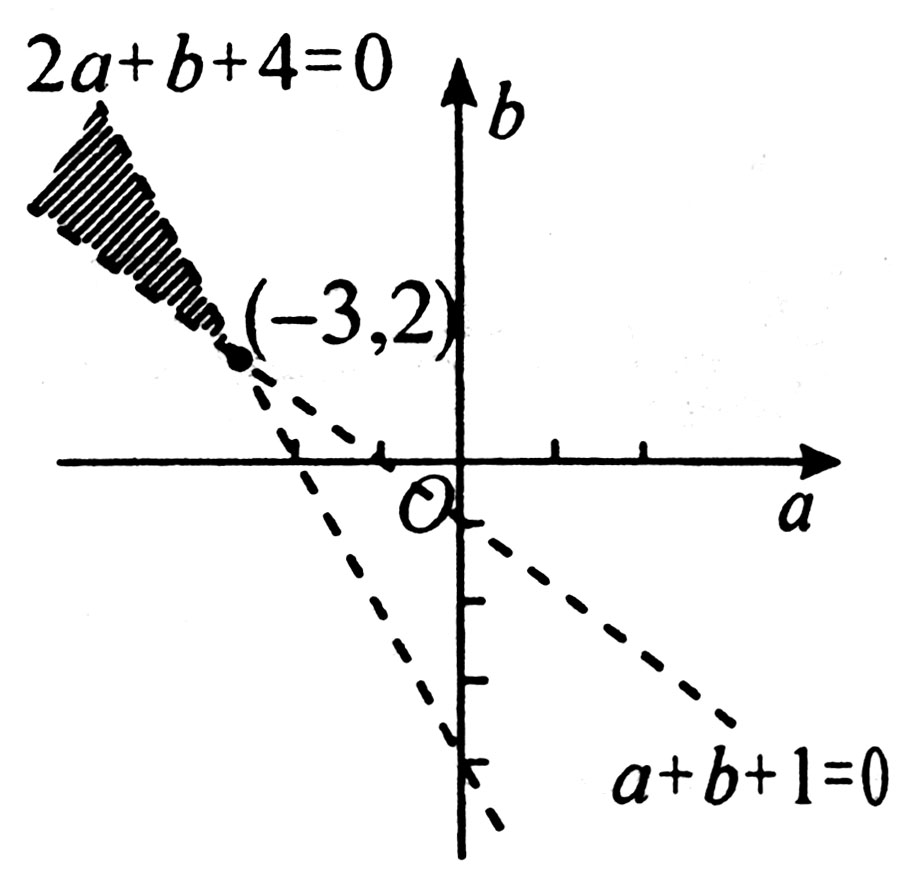 2a+b+4=0
b
(−3,2)
O
a
a+b+1=0